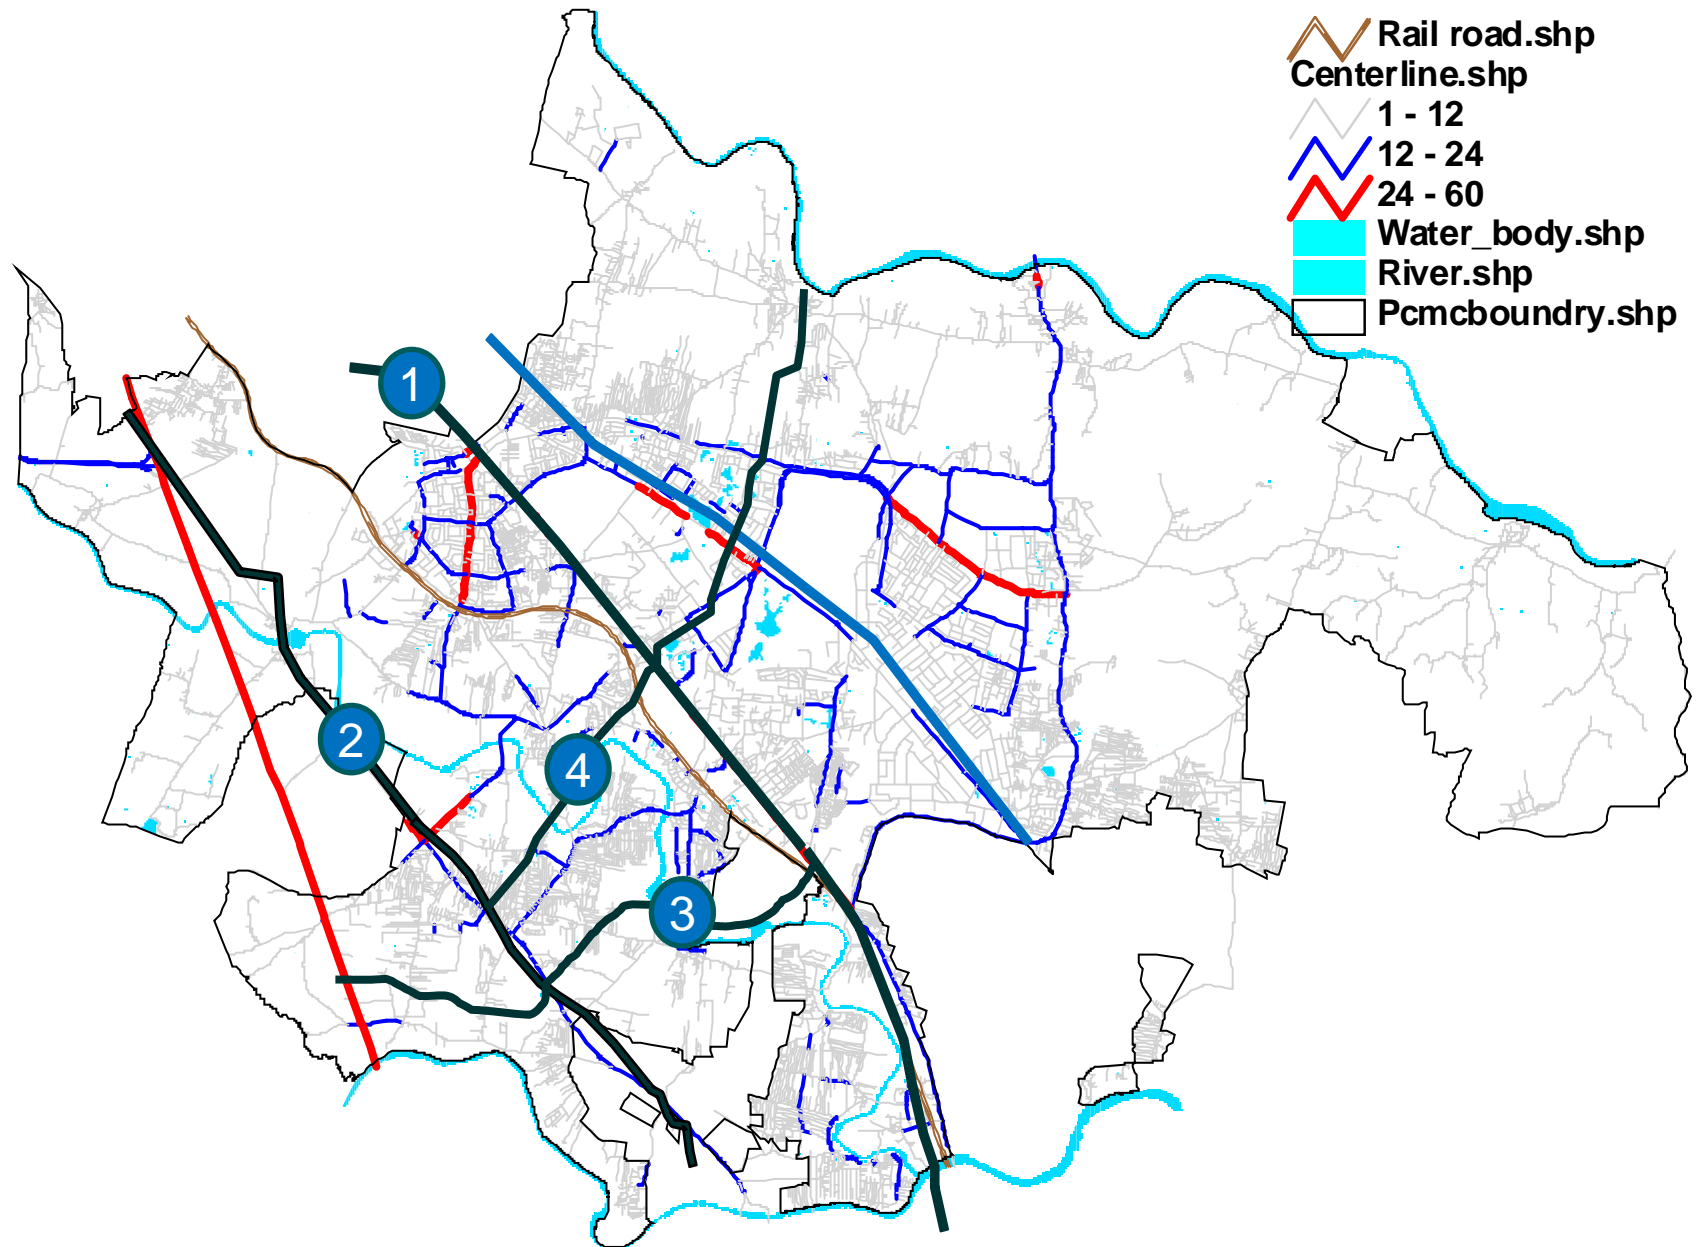 Rail road.shp
Centerline.shp
1 - 12
12 - 24
24 - 60
Water_body.shp
River.shp
Pcmcboundry.shp
1
2
4
3